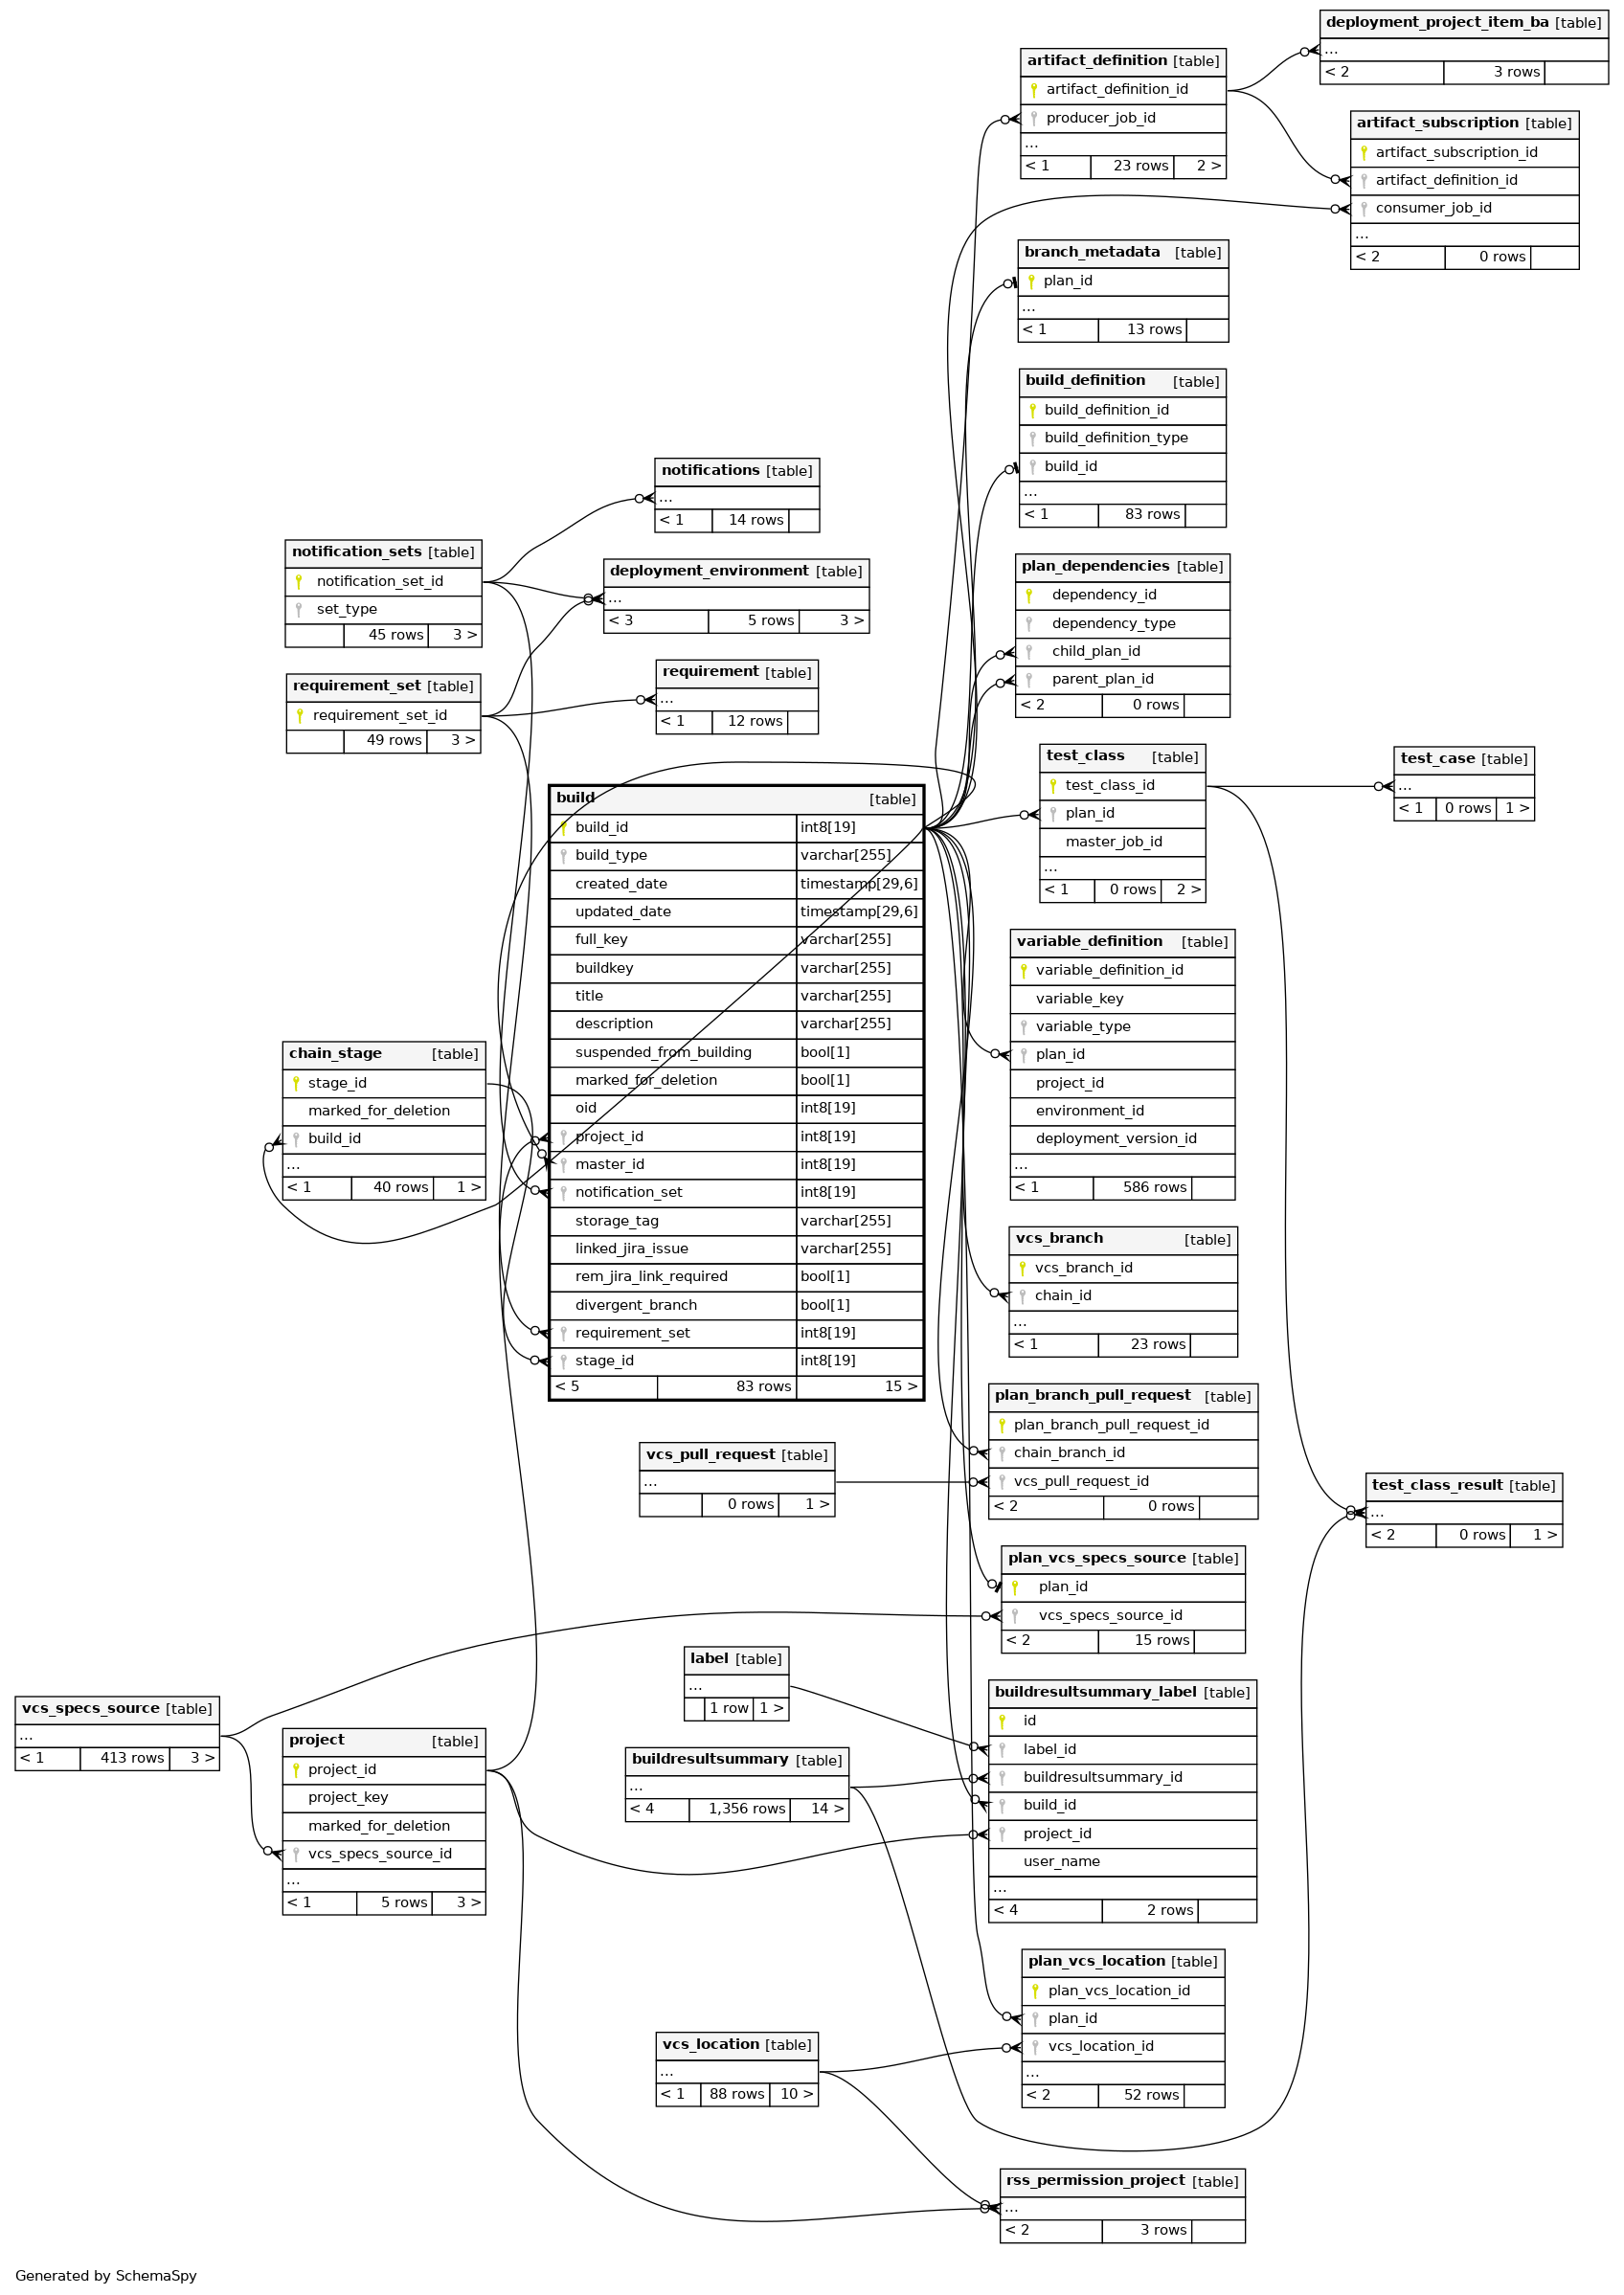 deployment_project_item_ba [table]
...
< 2 3 rows
artifact_definition [table]
artifact_definition_id
producer_job_id
...
< 1 23 rows 2 >
artifact_subscription [table]
artifact_subscription_id
artifact_definition_id
consumer_job_id
...
< 2 0 rows
branch_metadata [table]
plan_id
...
< 1 13 rows
build_definition [table]
build_definition_id
build_definition_type
build_id
...
< 1 83 rows
notifications [table]
...
< 1 14 rows
notification_sets [table]
notification_set_id
set_type
45 rows 3 >
deployment_environment [table]
...
< 3 5 rows 3 >
plan_dependencies [table]
dependency_id
dependency_type
child_plan_id
parent_plan_id
< 2 0 rows
requirement_set [table]
requirement_set_id
49 rows 3 >
requirement [table]
...
< 1 12 rows
test_class [table]
test_class_id
plan_id
master_job_id
...
< 1 0 rows 2 >
test_case [table]
...
< 1 0 rows 1 >
build [table]
build_id int8[19]
build_type varchar[255]
created_date timestamp[29,6]
updated_date timestamp[29,6]
full_key varchar[255]
buildkey varchar[255]
title varchar[255]
description varchar[255]
suspended_from_building bool[1]
marked_for_deletion bool[1]
oid int8[19]
project_id int8[19]
master_id int8[19]
notification_set int8[19]
storage_tag varchar[255]
linked_jira_issue varchar[255]
rem_jira_link_required bool[1]
divergent_branch bool[1]
requirement_set int8[19]
stage_id int8[19]
< 5 83 rows 15 >
variable_definition [table]
variable_definition_id
variable_key
variable_type
plan_id
project_id
environment_id
deployment_version_id
...
< 1 586 rows
chain_stage [table]
stage_id
marked_for_deletion
build_id
...
< 1 40 rows 1 >
vcs_branch [table]
vcs_branch_id
chain_id
...
< 1 23 rows
plan_branch_pull_request [table]
plan_branch_pull_request_id
chain_branch_id
vcs_pull_request_id
< 2 0 rows
vcs_pull_request [table]
...
0 rows 1 >
test_class_result [table]
...
< 2 0 rows 1 >
plan_vcs_specs_source [table]
plan_id
vcs_specs_source_id
< 2 15 rows
label [table]
...
1 row 1 >
buildresultsummary_label [table]
id
label_id
buildresultsummary_id
build_id
project_id
user_name
...
< 4 2 rows
vcs_specs_source [table]
...
< 1 413 rows 3 >
project [table]
project_id
project_key
marked_for_deletion
vcs_specs_source_id
...
< 1 5 rows 3 >
buildresultsummary [table]
...
< 4 1,356 rows 14 >
plan_vcs_location [table]
plan_vcs_location_id
plan_id
vcs_location_id
...
< 2 52 rows
vcs_location [table]
...
< 1 88 rows 10 >
rss_permission_project [table]
...
< 2 3 rows
Generated by SchemaSpy